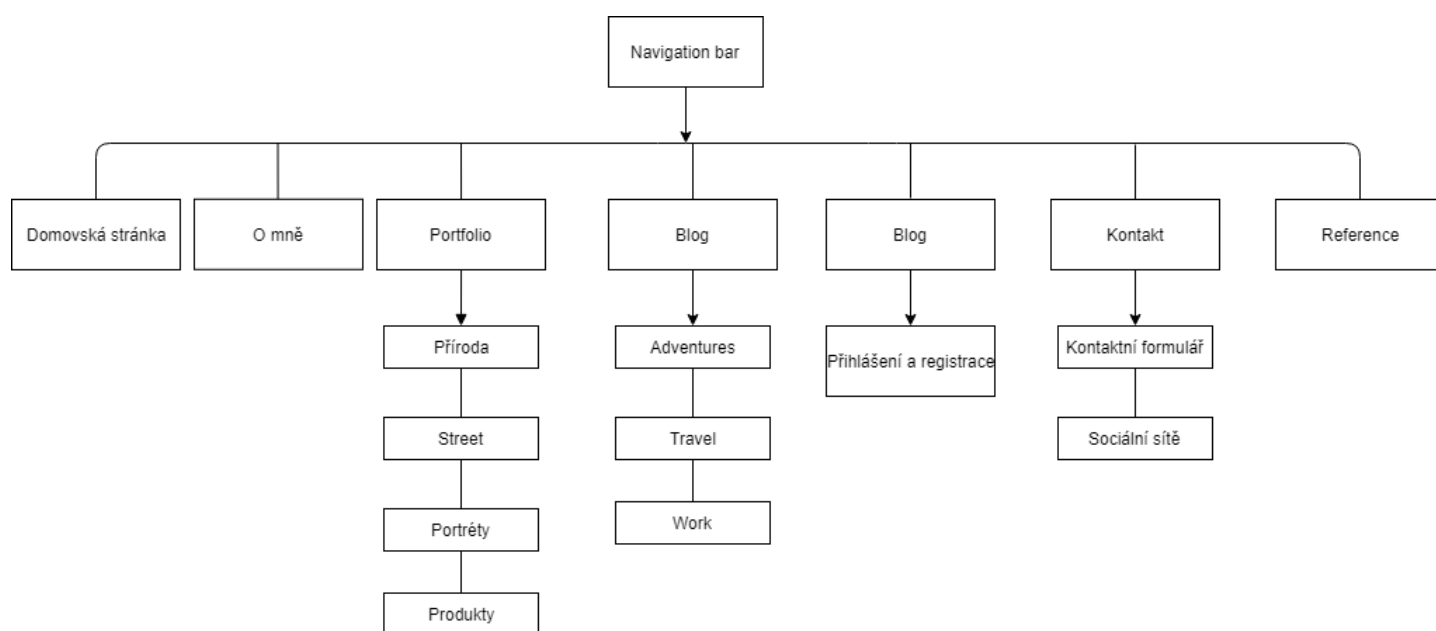 Navigation bar
Domovská stránka
O mně
Portfolio
Blog
Blog
Kontakt
Reference
Příroda
Adventures
Přihlášení a registrace
Kontaktní formulář
Street
Travel
Sociální sítě
Portréty
Work
Produkty